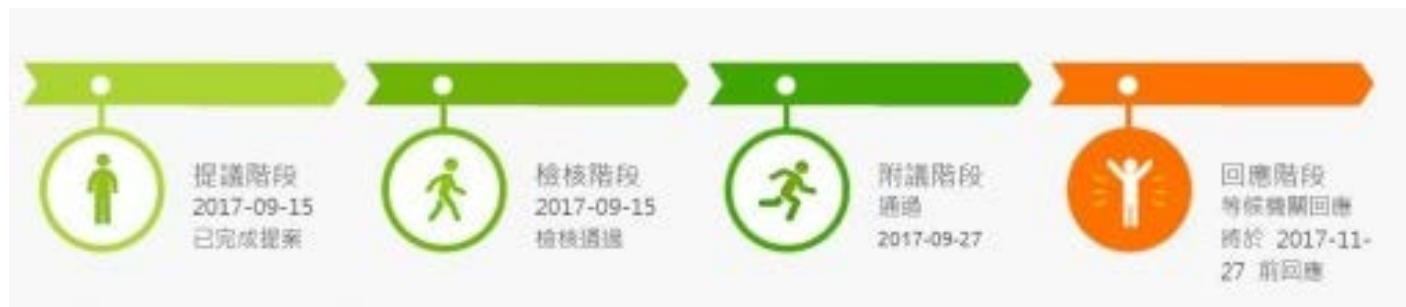 提議階段
2017-09-15
已完成提案
檢核階段
2017-09-15
檢核通過
附議階段
通過
2017-09-27
回應階段
等候機關回應
將於 2017-11-
27 前回應